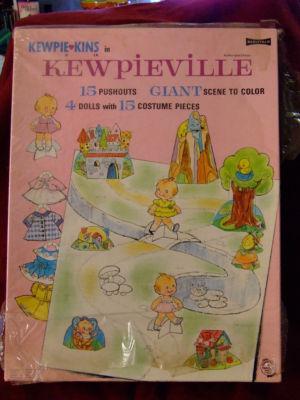 KEWPIE♥KINS in
KEWPiEViLLE
15 PUSHOUTS GIANT SCENE TO COLOR
4 DOLLS with 15 COSTUME PIECES